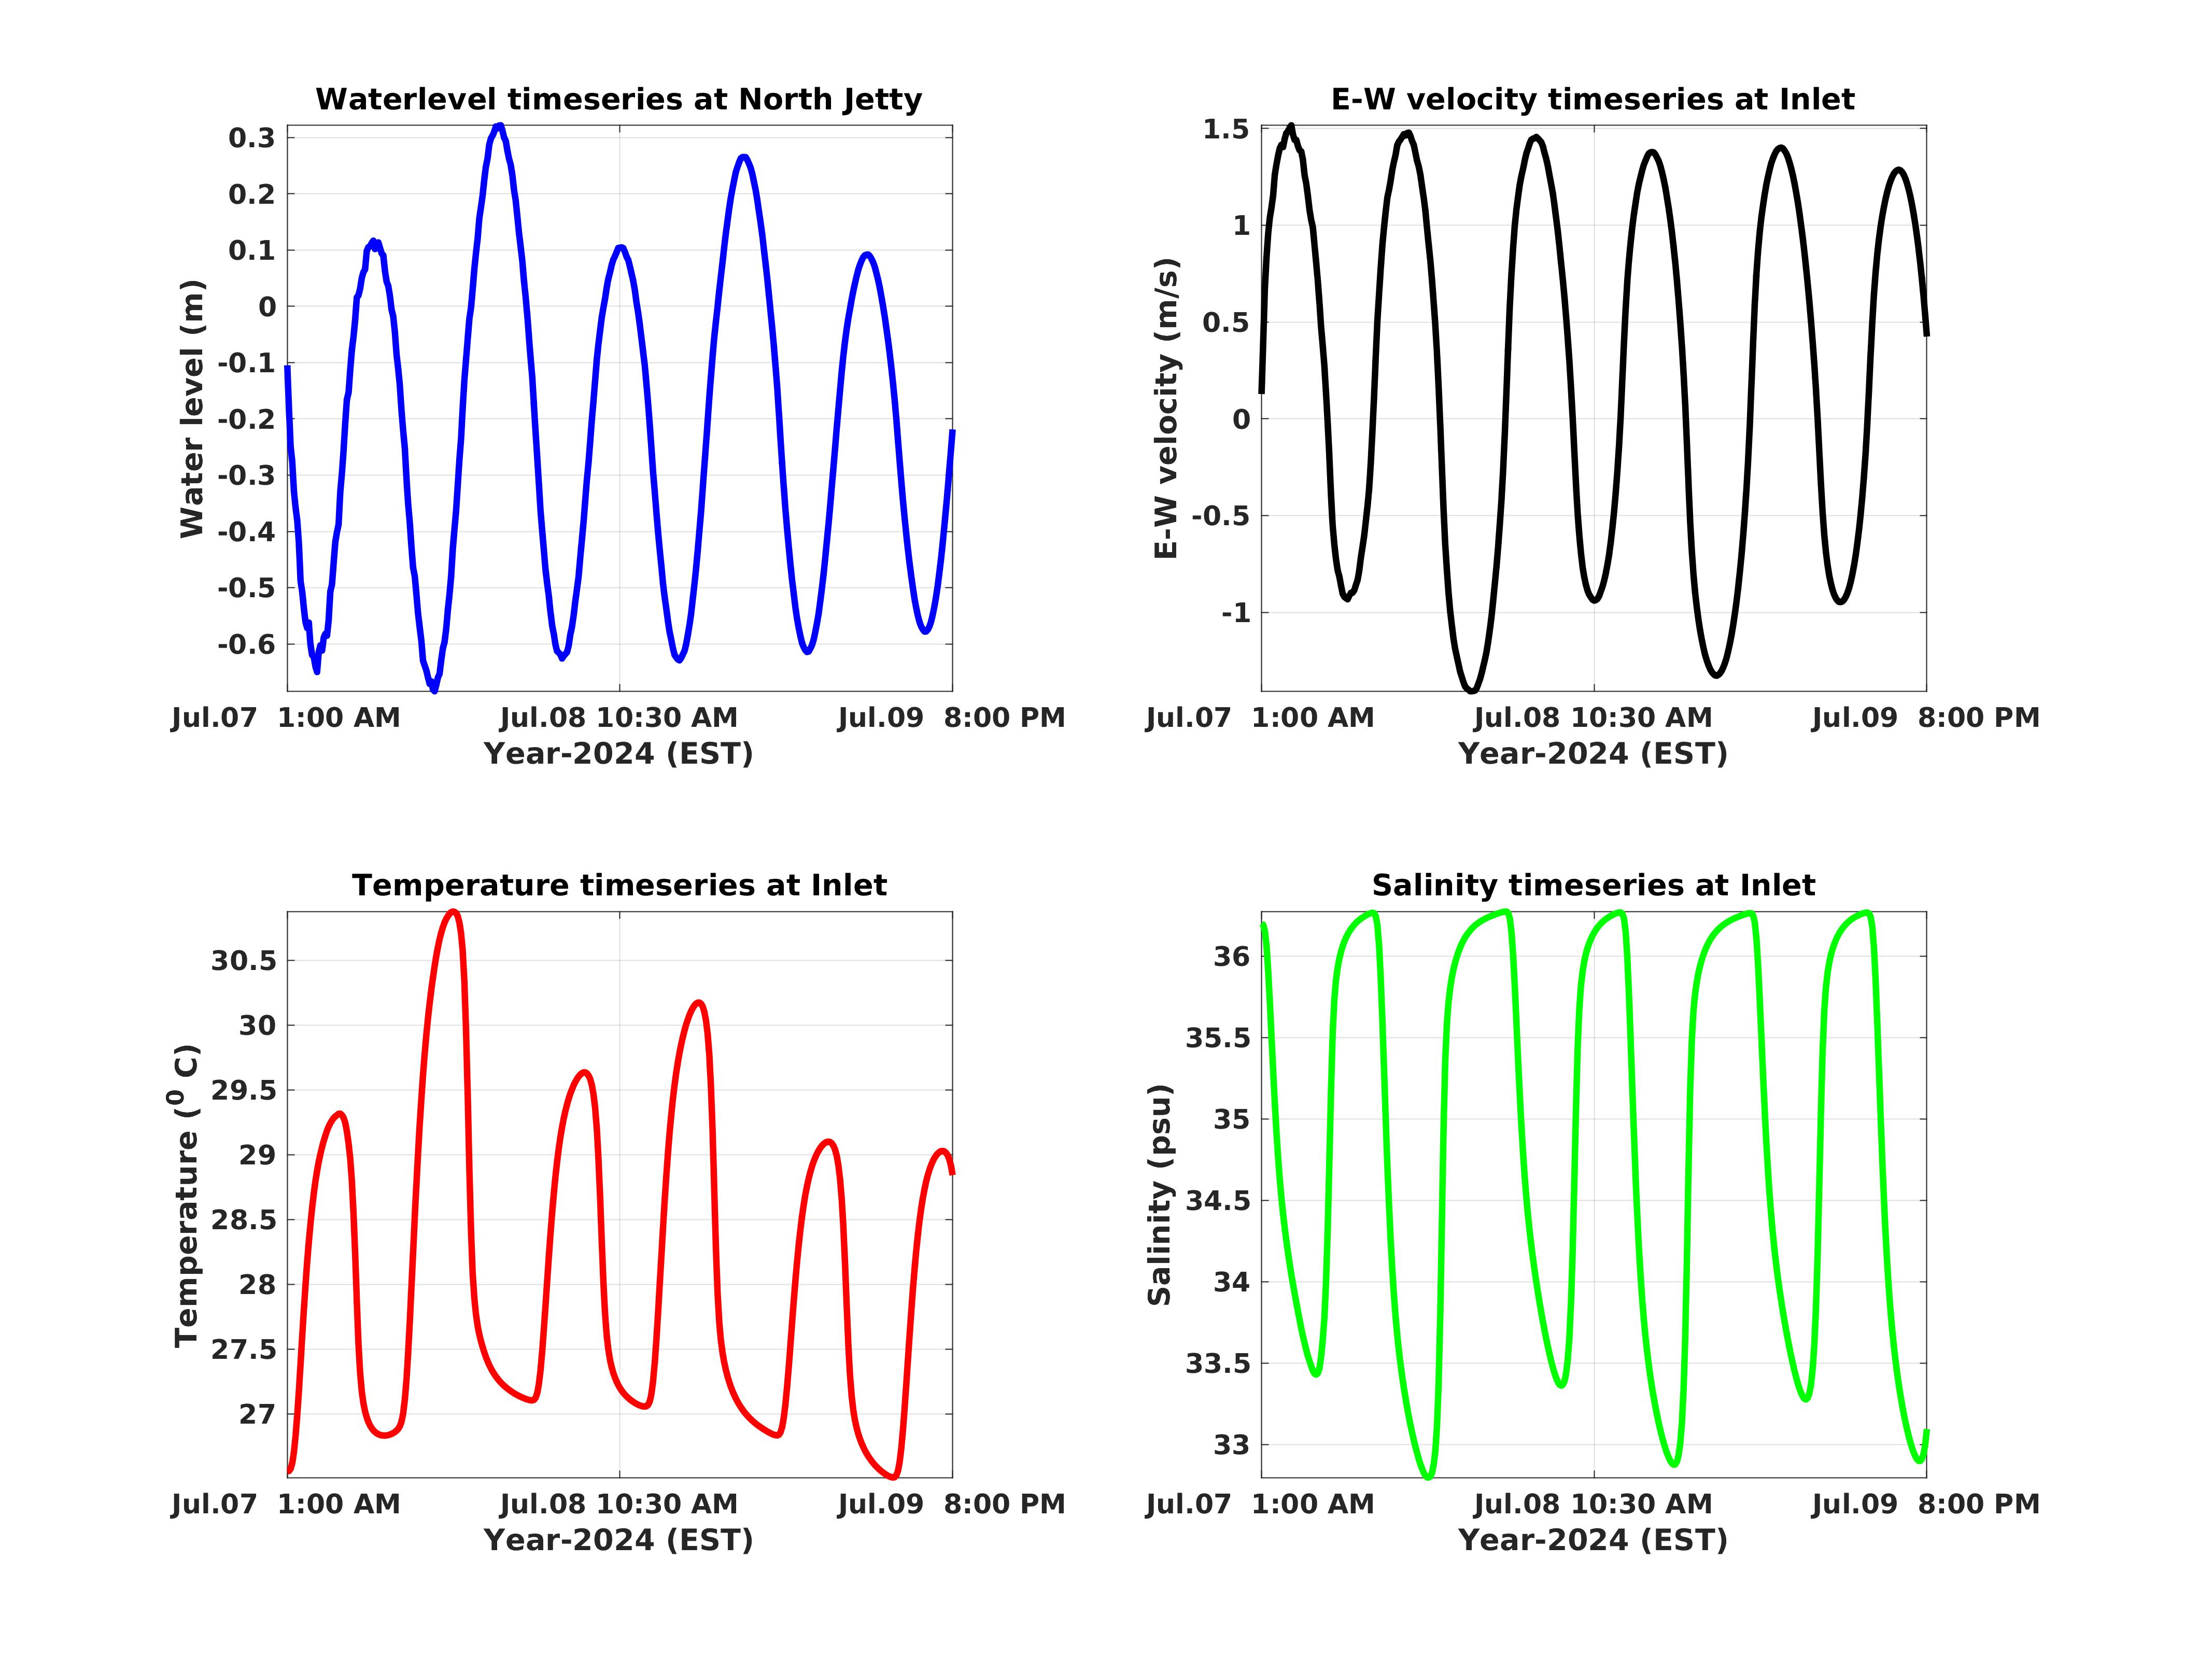 Waterlevel timeseries at North Jetty
Water level (m)
0.3
0.2
0.1
0
-0.1
-0.2
-0.3
-0.4
-0.5
-0.6
Jul.07 1:00 AM Jul.08 10:30 AM Jul.09 8:00 PM
Year-2024 (EST)
E-W velocity timeseries at Inlet
E-W velocity (m/s)
1.5
1
0.5
0
-0.5
-1
Jul.07 1:00 AM Jul.08 10:30 AM Jul.09 8:00 PM
Year-2024 (EST)
Temperature timeseries at Inlet
Temperature (⁰ C)
30.5
30
29.5
29
28.5
28
27.5
27
Jul.07 1:00 AM Jul.08 10:30 AM Jul.09 8:00 PM
Year-2024 (EST)
Salinity timeseries at Inlet
Salinity (psu)
36
35.5
35
34.5
34
33.5
33
Jul.07 1:00 AM Jul.08 10:30 AM Jul.09 8:00 PM
Year-2024 (EST)